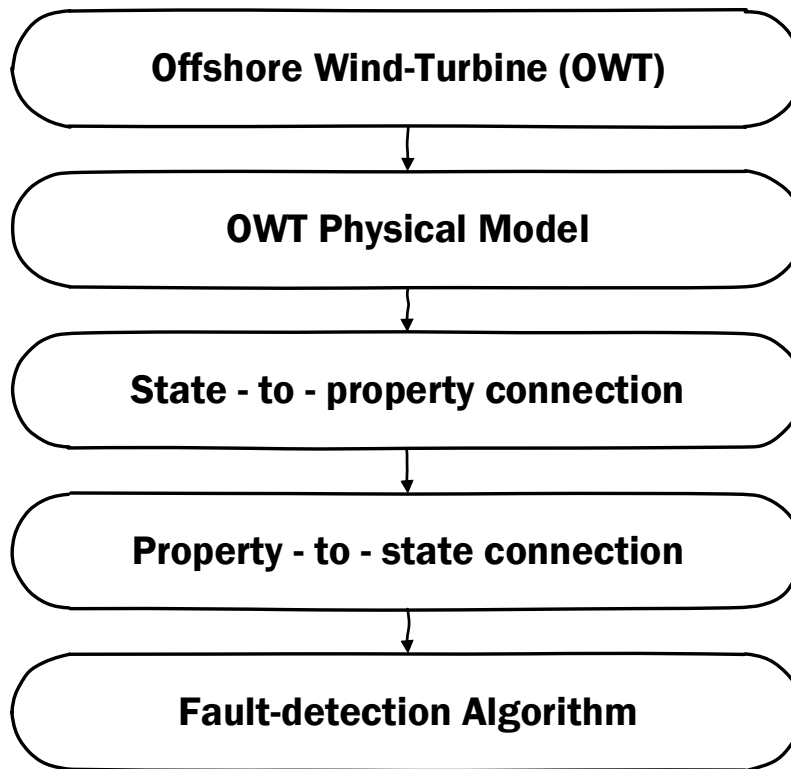 Offshore Wind-Turbine (OWT)
OWT Physical Model
State - to - property connection
Property - to - state connection
Fault-detection Algorithm